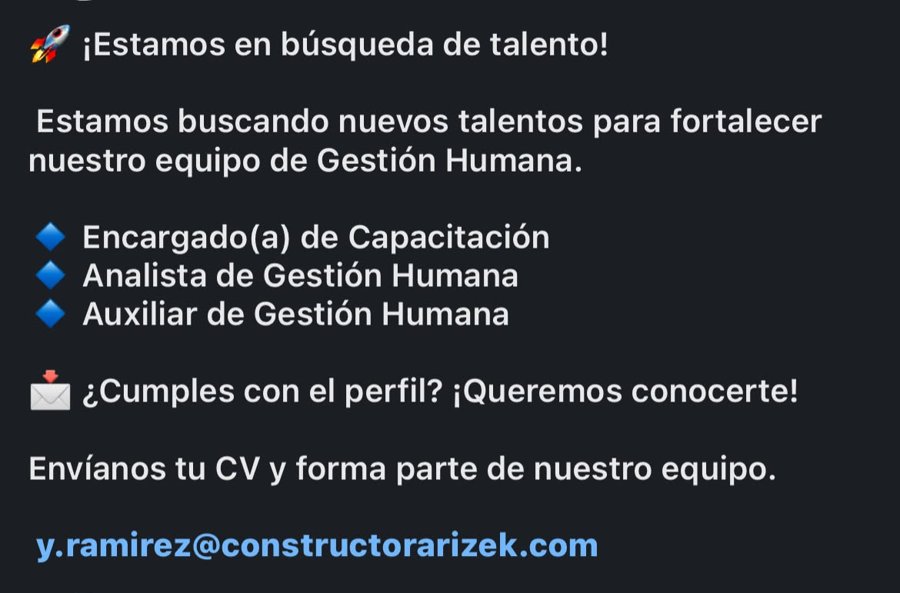 🚀 ¡Estamos en búsqueda de talento!
Estamos buscando nuevos talentos para fortalecer
nuestro equipo de Gestión Humana.
🔷 Encargado(a) de Capacitación
🔷 Analista de Gestión Humana
🔷 Auxiliar de Gestión Humana
📩 ¿Cumples con el perfil? ¡Queremos conocerte!
Envíanos tu CV y forma parte de nuestro equipo.
y.ramirez@constructorarizek.com